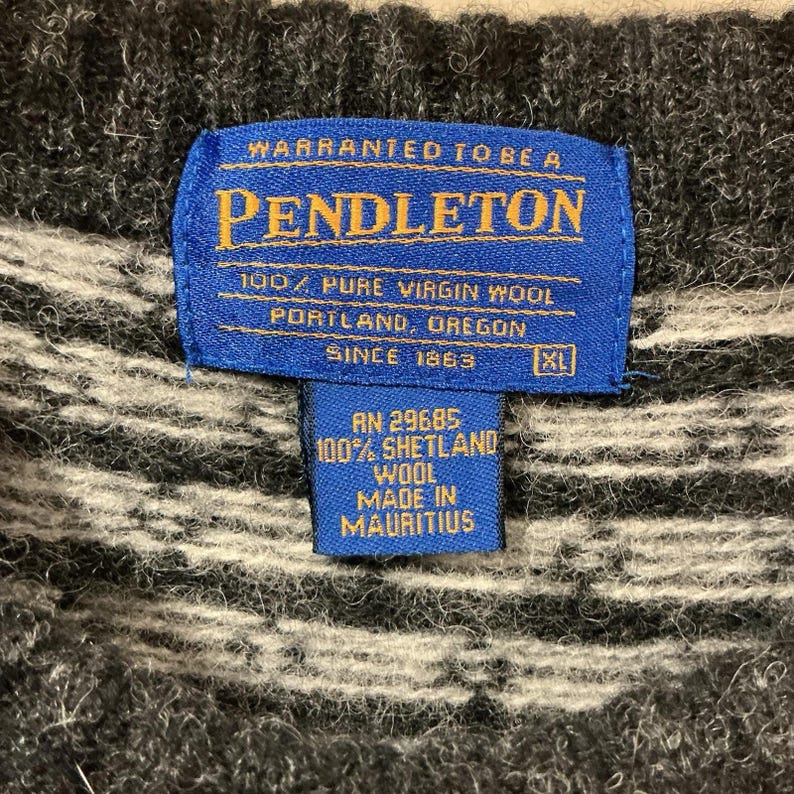 WARRANTED TO BE A
PENDLETON
100% PURE VIRGIN WOOL
PORTLAND, OREGON
SINCE 1863 XL
RN 29685
100% SHETLAND
WOOL
MADE IN
MAURITIUS